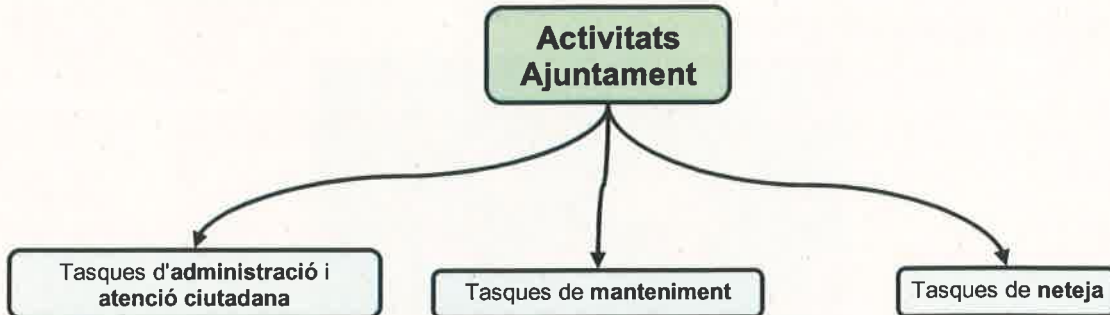 Activitats
Ajuntament
Tasques d'administració i
atenció ciutadana
Tasques de manteniment
Tasques de neteja